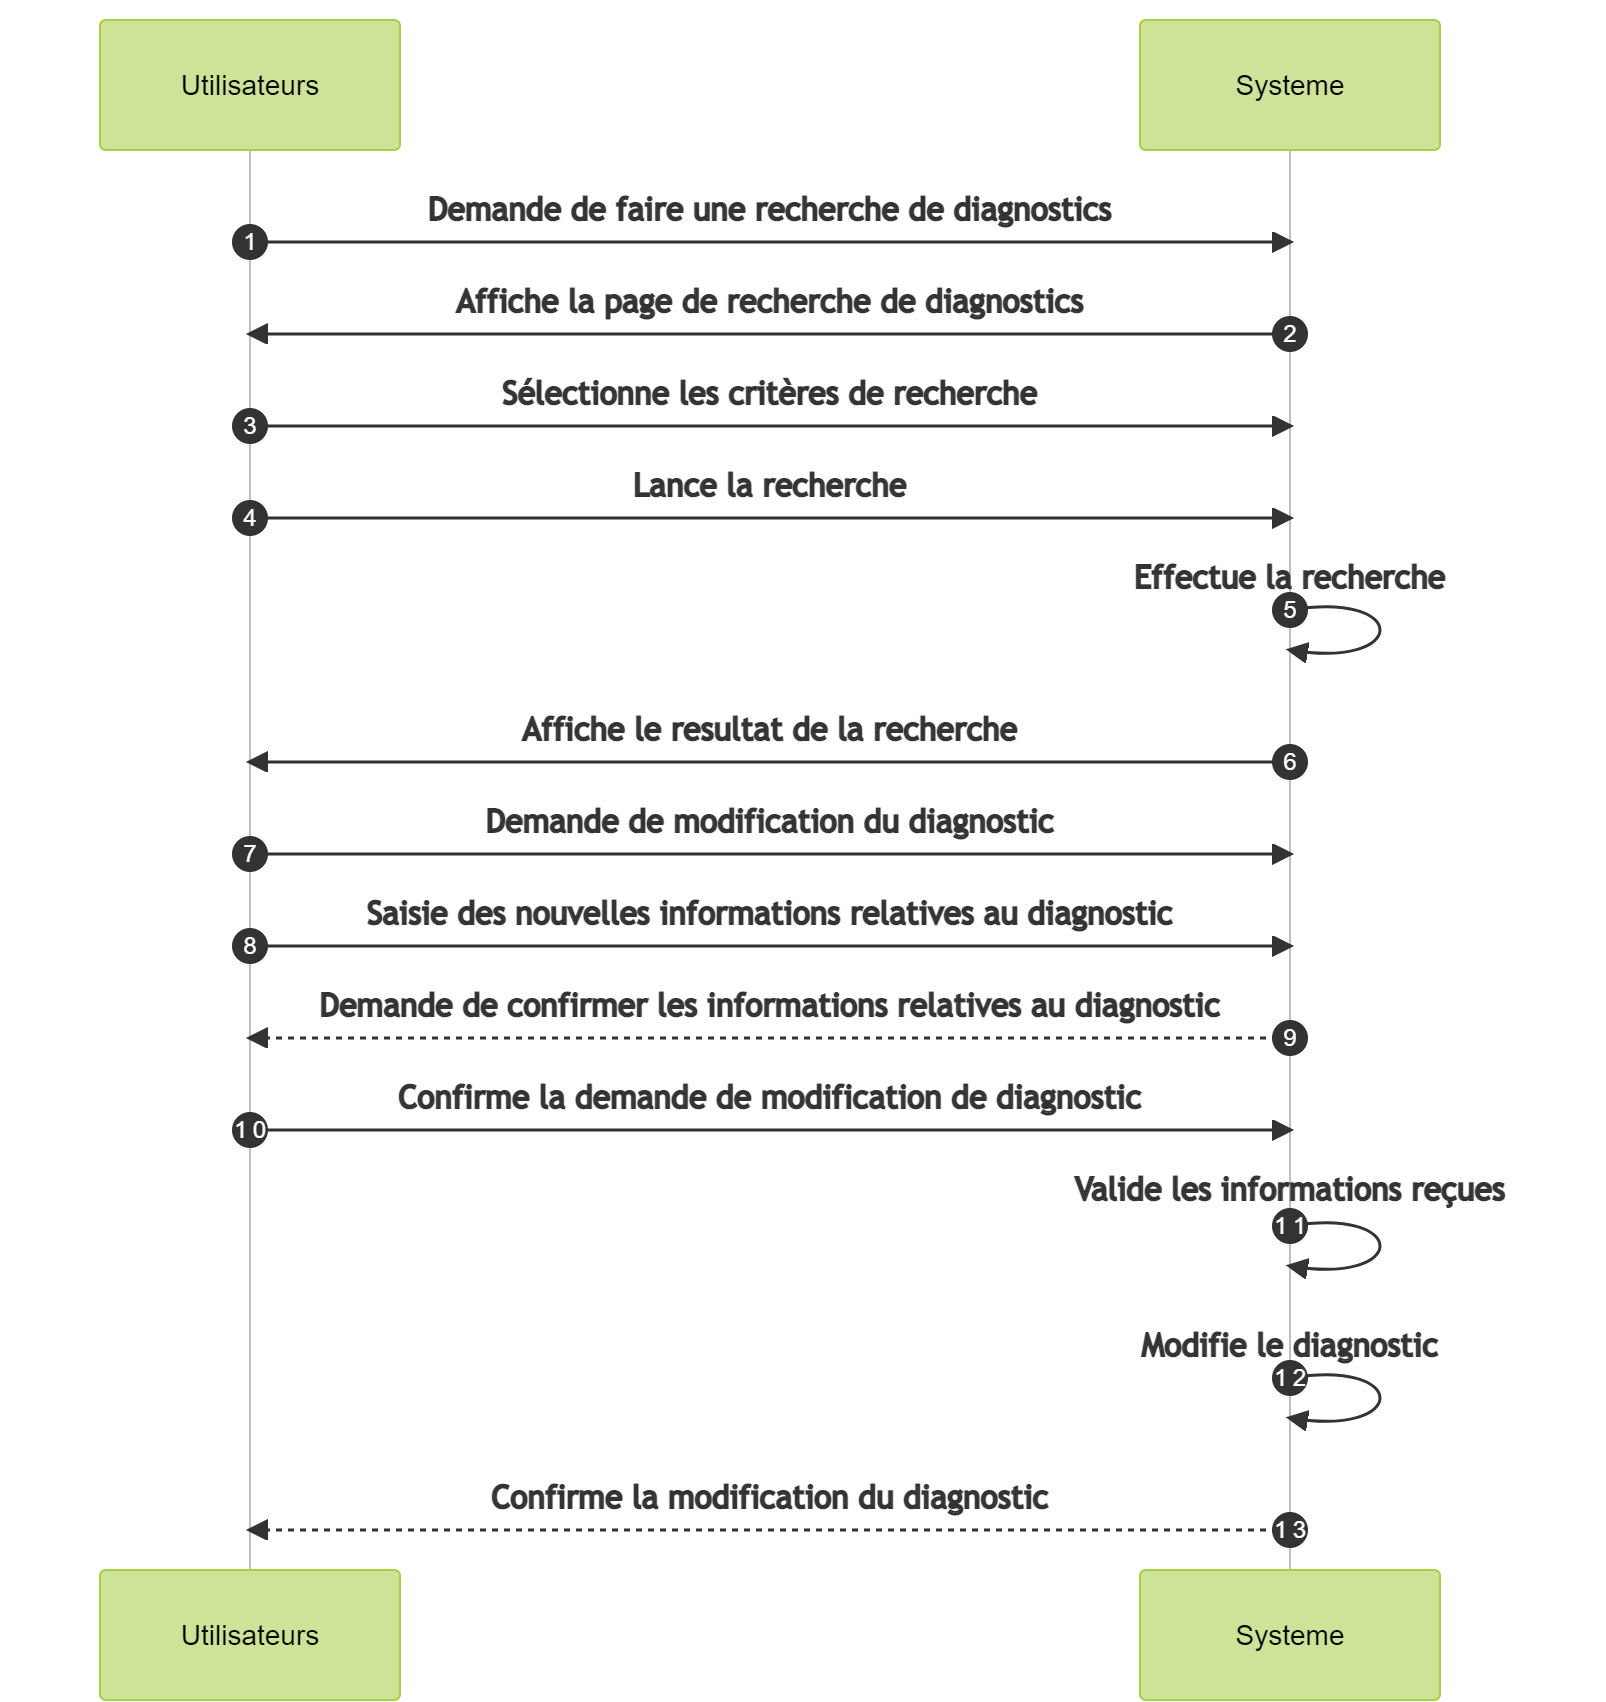 Utilisateurs
Systeme
Demande de faire une recherche de diagnostics
1
Affiche la page de recherche de diagnostics
2
Sélectionne les critères de recherche
3
Lance la recherche
4
Effectue la recherche
5
Affiche le resultat de la recherche
6
Demande de modification du diagnostic
7
Saisie des nouvelles informations relatives au diagnostic
8
Demande de confirmer les informations relatives au diagnostic
9
Confirme la demande de modification de diagnostic
10
Valide les informations reçues
11
Modifie le diagnostic
12
Confirme la modification du diagnostic
13
Utilisateurs
Systeme